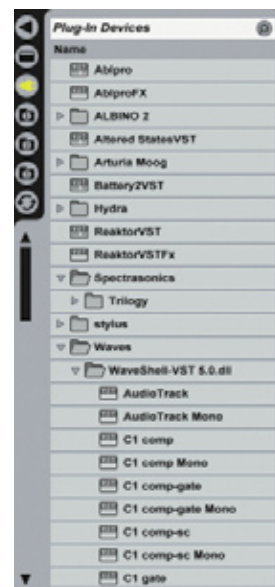 Plug-In Devices
Name
Ablpro
AblproFX
ALBINO 2
Altered StatesVST
Arturia Moog
Battery2VST
Hydra
ReaktorVST
ReaktorVSTFx
Spectrasonics
Trilogy
stylus
Waves
WaveShell-VST 5.0.dll
AudioTrack
AudioTrack Mono
C1 comp
C1 comp Mono
C1 comp-gate
C1 comp-gate Mono
C1 comp-sc
C1 comp-sc Mono
C1 gate